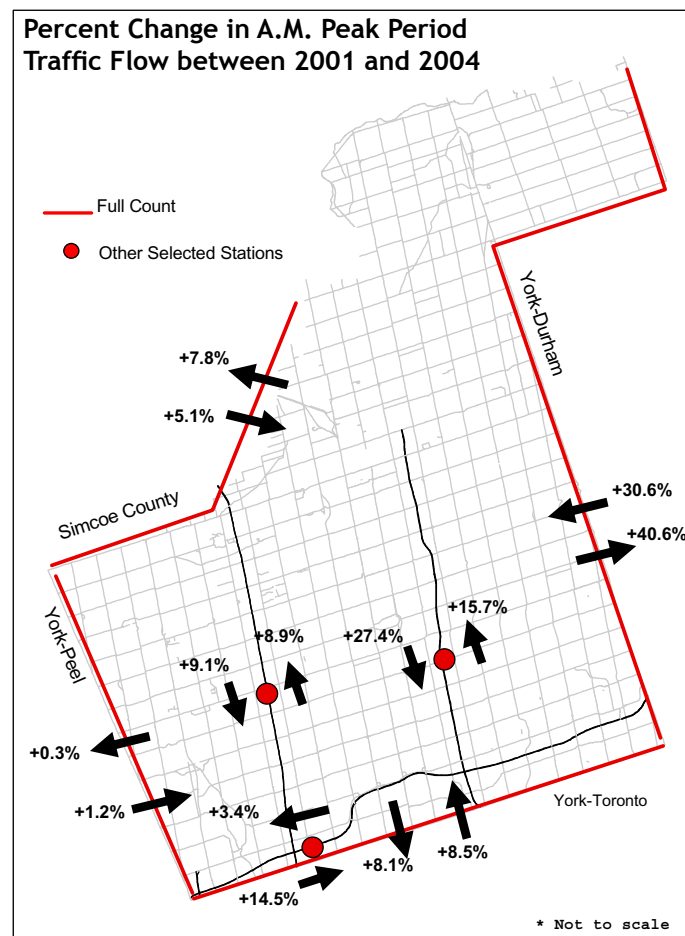 Percent Change in A.M. Peak Period
Traffic Flow between 2001 and 2004
Full Count
Other Selected Stations
York-Durham
+7.8%
+5.1%
Simcoe County
+30.6%
+40.6%
York-Peel
+8.9%
+9.1%
+27.4%
+15.7%
+0.3%
+1.2%
+3.4%
York-Toronto
+8.1%
+8.5%
+14.5%
* Not to scale